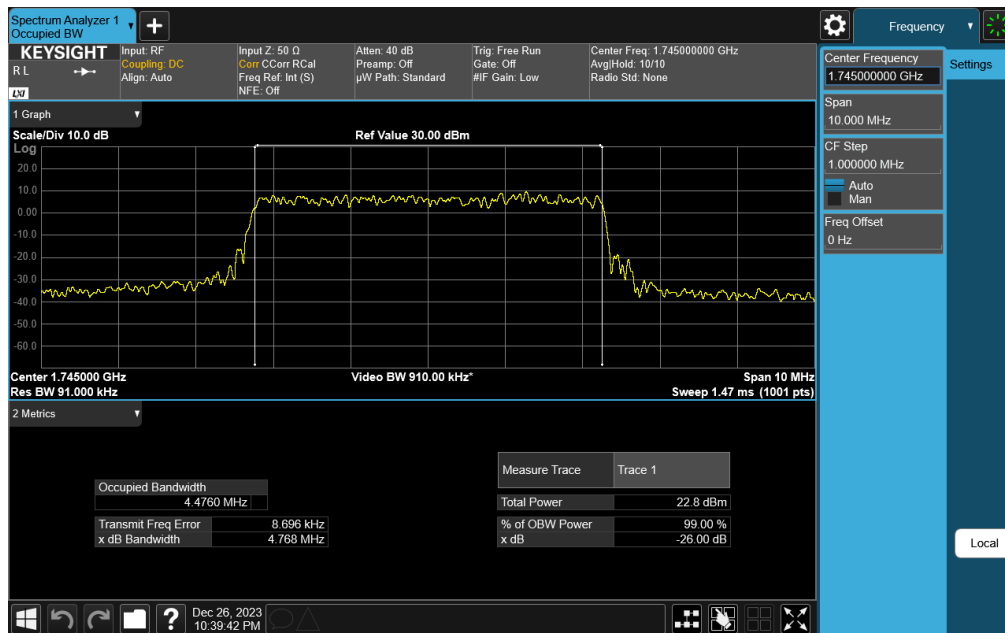 Spectrum Analyzer 1
Occupied BW
Frequency
KEYSIGHT
R L
LXI
Input: RF
Coupling: DC
Align: Auto
Input Z: 50 Ω
Corr CCorr RCal
Freq Ref: Int (S)
NFE: Off
Atten: 40 dB
Preamp: Off
µW Path: Standard
Trig: Free Run
Gate: Off
#IF Gain: Low
Center Freq: 1.745000000 GHz
Avg|Hold: 10/10
Radio Std: None
Center Frequency
1.745000000 GHz
Settings
Span
10.000 MHz
CF Step
1.000000 MHz
Auto
Man
Freq Offset
0 Hz
1 Graph
Scale/Div 10.0 dB
Ref Value 30.00 dBm
Log
20.0
10.0
0.00
-10.0
-20.0
-30.0
-40.0
-50.0
-60.0
Center 1.745000 GHz
Video BW 910.00 kHz*
Span 10 MHz
Res BW 91.000 kHz
Sweep 1.47 ms (1001 pts)
2 Metrics
Occupied Bandwidth
4.4760 MHz
Transmit Freq Error 8.696 kHz
x dB Bandwidth 4.768 MHz
Measure Trace Trace 1
Total Power 22.8 dBm
% of OBW Power 99.00 %
x dB -26.00 dB
Local
?
Dec 26, 2023
10:39:42 PM